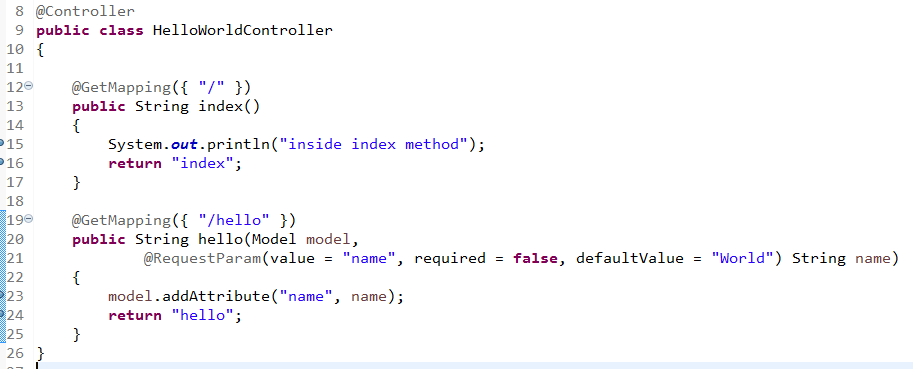 8 @Controller
9 public class HelloWorldController
10 {
11
12 @GetMapping({ "/" })
13 public String index()
14 {
15 System.out.println("inside index method");
16 return "index";
17 }
18
19 @GetMapping({ "/hello" })
20 public String hello(Model model,
21 @RequestParam(value = "name", required = false, defaultValue = "World") String name)
22 {
23 model.addAttribute("name", name);
24 return "hello";
25 }
26 }